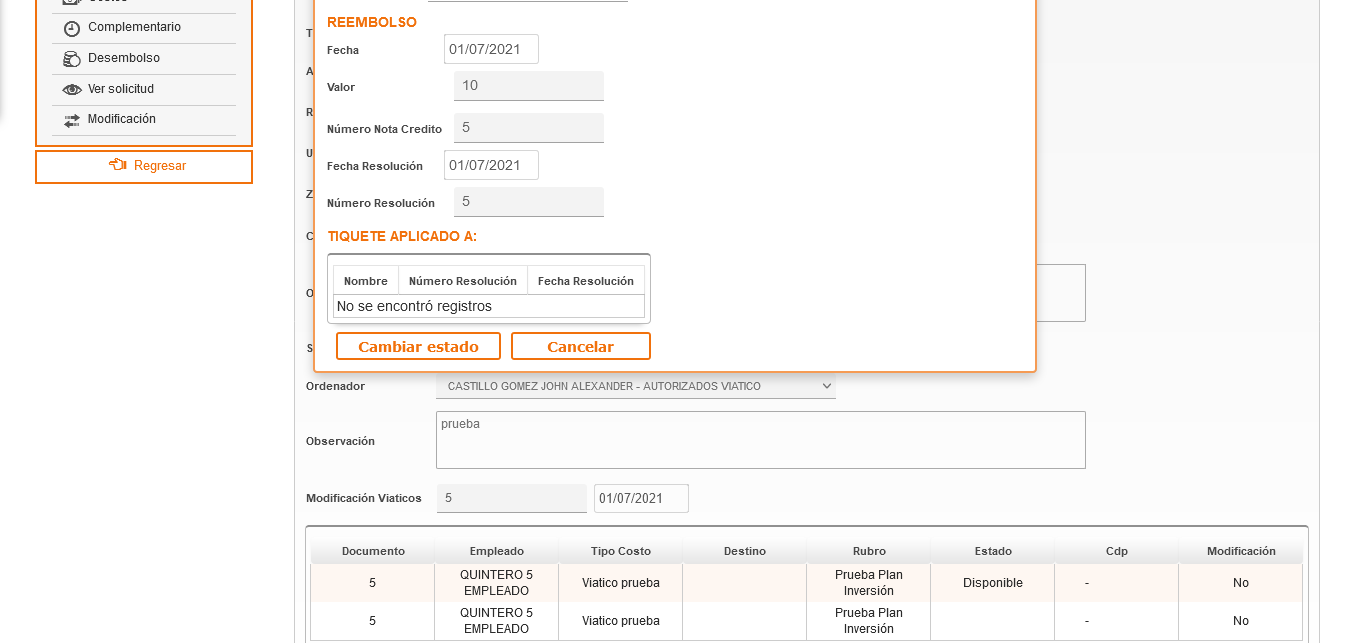 Complementario
Desembolso
Ver solicitud
Modificación
Regresar
REEMBOLSO
Fecha 01/07/2021
Valor 10
Número Nota Credito 5
Fecha Resolución 01/07/2021
Número Resolución 5
TIQUETE APLICADO A:
Nombre Número Resolución Fecha Resolución
No se encontró registros
Cambiar estado Cancelar
Ordenador CASTILLO GOMEZ JOHN ALEXANDER - AUTORIZADOS VIATICO
Observación prueba
Modificación Viaticos 5 01/07/2021
Documento Empleado Tipo Costo Destino Rubro Estado Cdp Modificación
5 QUINTERO 5 EMPLEADO Viatico prueba Prueba Plan Inversión Disponible - No
5 QUINTERO 5 EMPLEADO Viatico prueba Prueba Plan Inversión - No